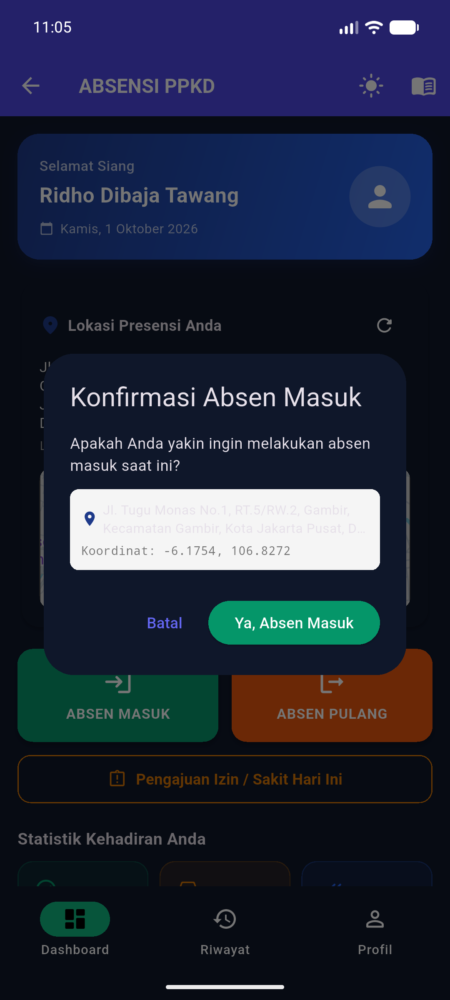 11:05
ABSENSI PPKD
Selamat Siang
Ridho Dibaja Tawang
Kamis, 1 Oktober 2026
Lokasi Presensi Anda
Konfirmasi Absen Masuk
Apakah Anda yakin ingin melakukan absen
masuk saat ini?
Jl. Tugu Monas No.1, RT.5/RW.2, Gambir,
Kecamatan Gambir, Kota Jakarta Pusat, D...
Koordinat: -6.1754, 106.8272
Batal
Ya, Absen Masuk
ABSEN MASUK
ABSEN PULANG
Pengajuan Izin / Sakit Hari Ini
Statistik Kehadiran Anda
Dashboard
Riwayat
Profil